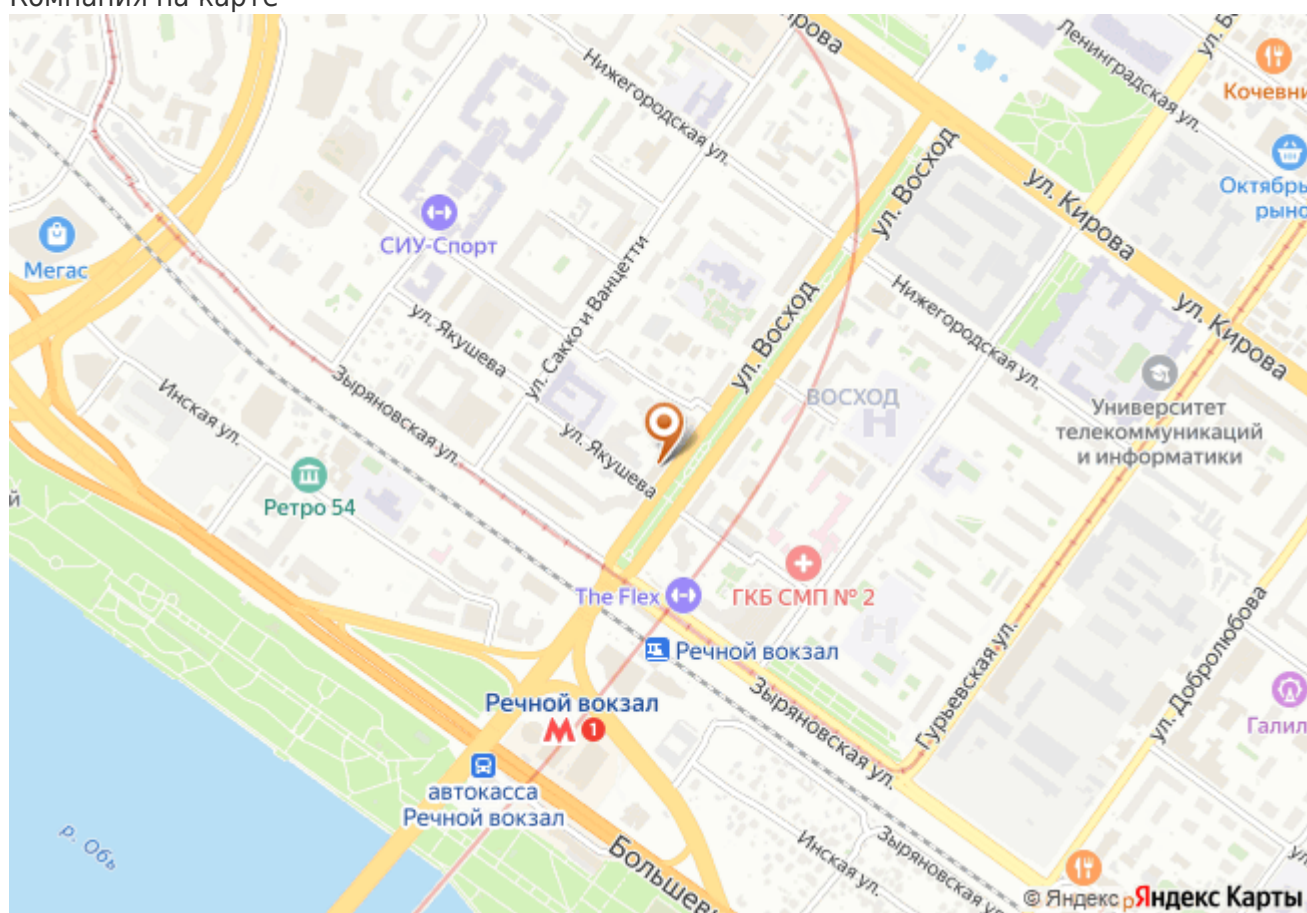 Компания на карте
Кочевни
Ленинградская ул.
Нижегородская ул.
Октябрь
рыно
ул. Восход
ул. Кирова
СИУ-Спорт
Мегас
ул. Сакко и Ванцетти
ул. Восход
Нижегородская ул.
ул. Кирова
ул. Якушева
Зыряновская ул.
Инская ул.
ВОСХОД
Университет
телекоммуникаций
и информатики
ул. Якушева
Ретро 54
й
The Flex
ГКБ СМП № 2
Речной вокзал
Гурьевская ул.
ул. Добролюбова
Речной вокзал
1
Зыряновская ул.
Галил
автокасса
Речной вокзал
р. Обь
Большев
Инская ул.
Зыряновская ул.
© Яндекс
Яндекс Карты